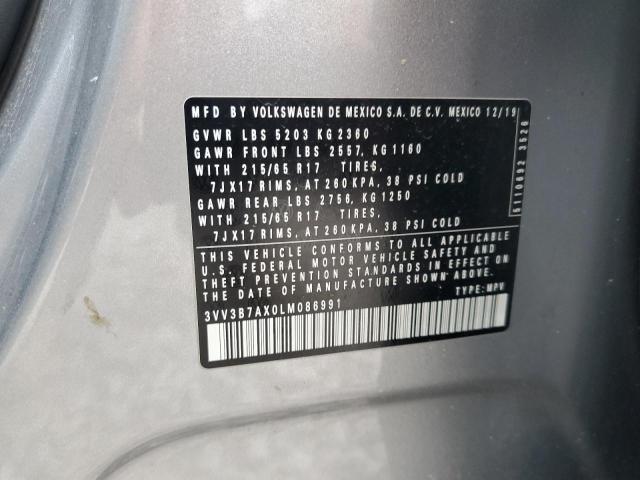 MFD BY VOLKSWAGEN DE MEXICO S.A. DE C.V. MEXICO 12/19
GVWR LBS 5203 KG 2360
GAWR FRONT LBS 2557, KG 1160
WITH 215/65 R17 TIRES,
7JX17 RIMS, AT 260 KPA, 38 PSI COLD
GAWR REAR LBS 2756, KG 1250
WITH 215/65 R17 TIRES,
7JX17 RIMS, AT 260 KPA, 38 PSI COLD
THIS VEHICLE CONFORMS TO ALL APPLICABLE
U.S. FEDERAL MOTOR VEHICLE SAFETY AND
THEFT PREVENTION STANDARDS IN EFFECT ON
THE DATE OF MANUFACTURE SHOWN ABOVE.
3VV3B7AX0LM086991
TYPE: MPV
5110692 3526